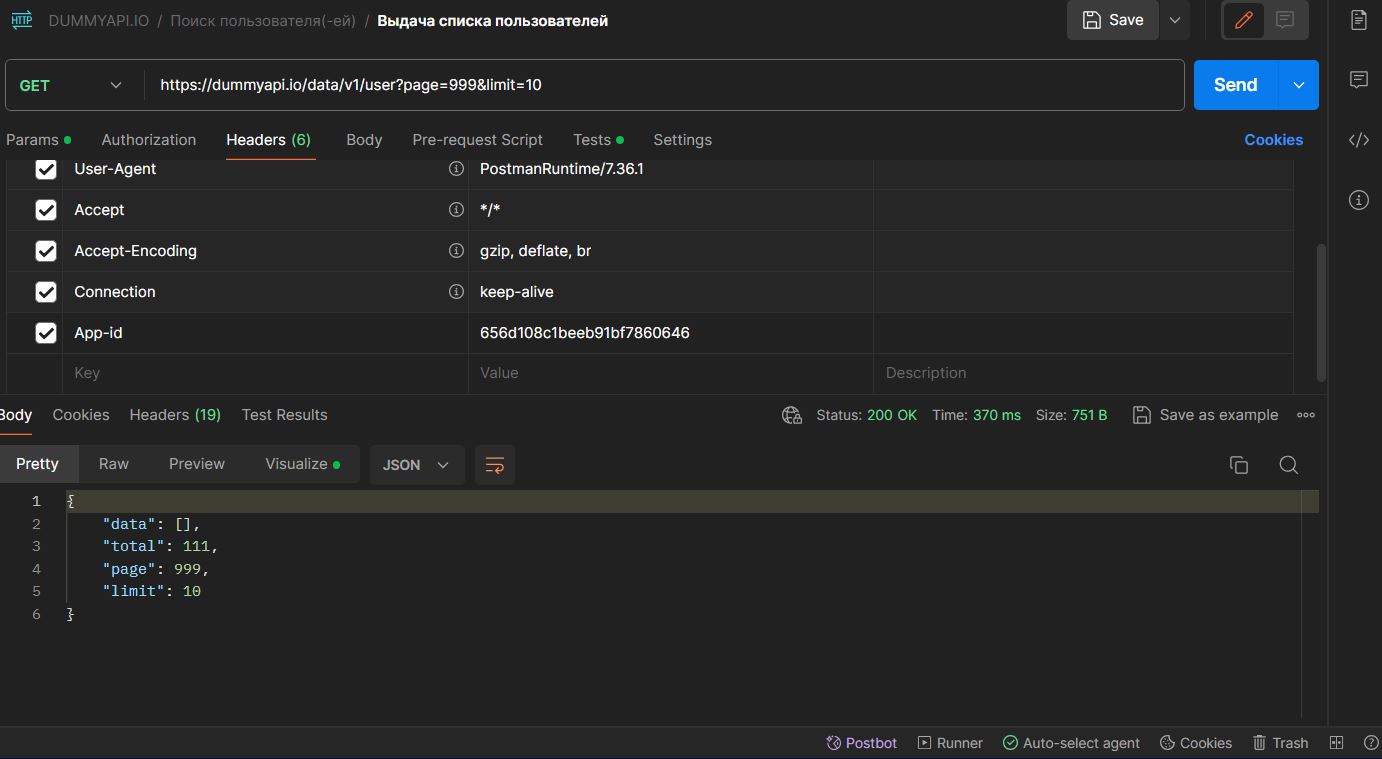 HTTP DUMMYAPI.IO / Поиск пользователя(-ей) / Выдача списка пользователей Save
GET https://dummyapi.io/data/v1/user?page=999&limit=10 Send
Params Authorization Headers (6) Body Pre-request Script Tests Settings Cookies
User-Agent PostmanRuntime/7.36.1
Accept */*
Accept-Encoding gzip, deflate, br
Connection keep-alive
App-id 656d108c1beeb91bf7860646
Key Value Description
Body Cookies Headers (19) Test Results Status: 200 OK Time: 370 ms Size: 751 B Save as example
Pretty Raw Preview Visualize JSON
1 {
2 "data": [],
3 "total": 111,
4 "page": 999,
5 "limit": 10
6 }
Postbot Runner Auto-select agent Cookies Trash